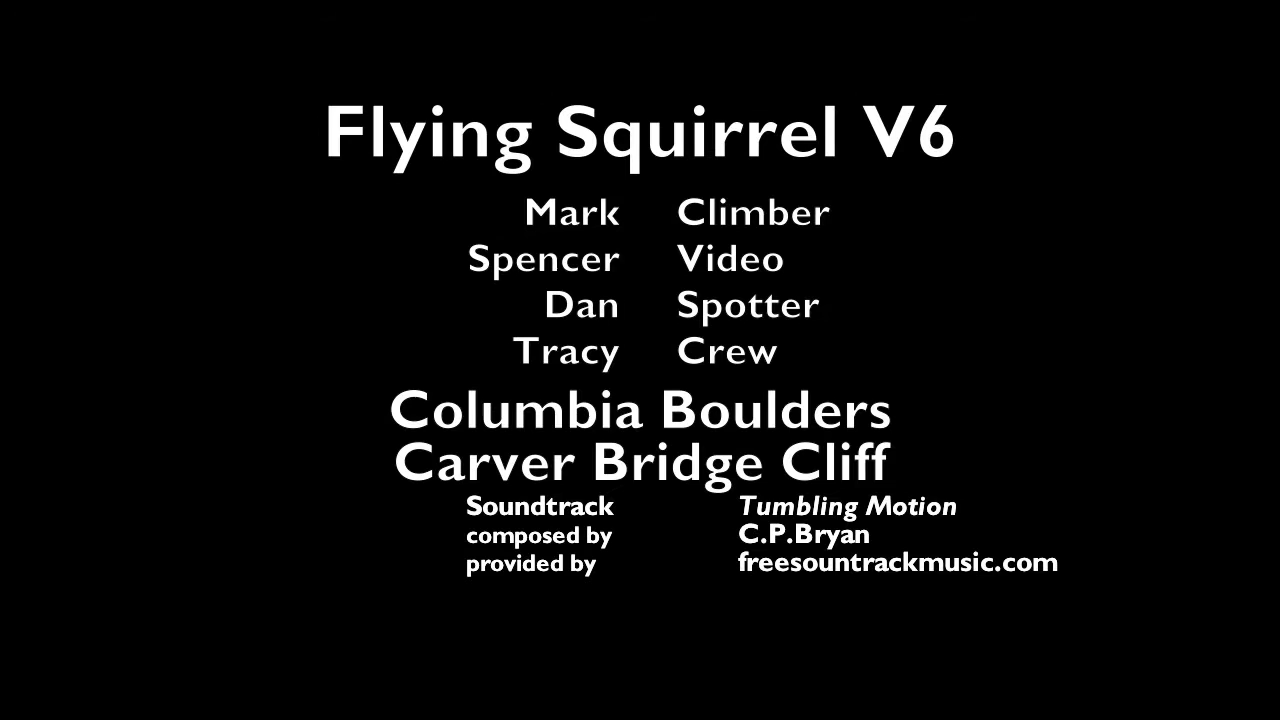 Flying Squirrel V6
Mark Climber
Spencer Video
Dan Spotter
Tracy Crew
Columbia Boulders
Carver Bridge Cliff
Soundtrack Tumbling Motion
composed by C.P.Bryan
provided by freesountrackmusic.com